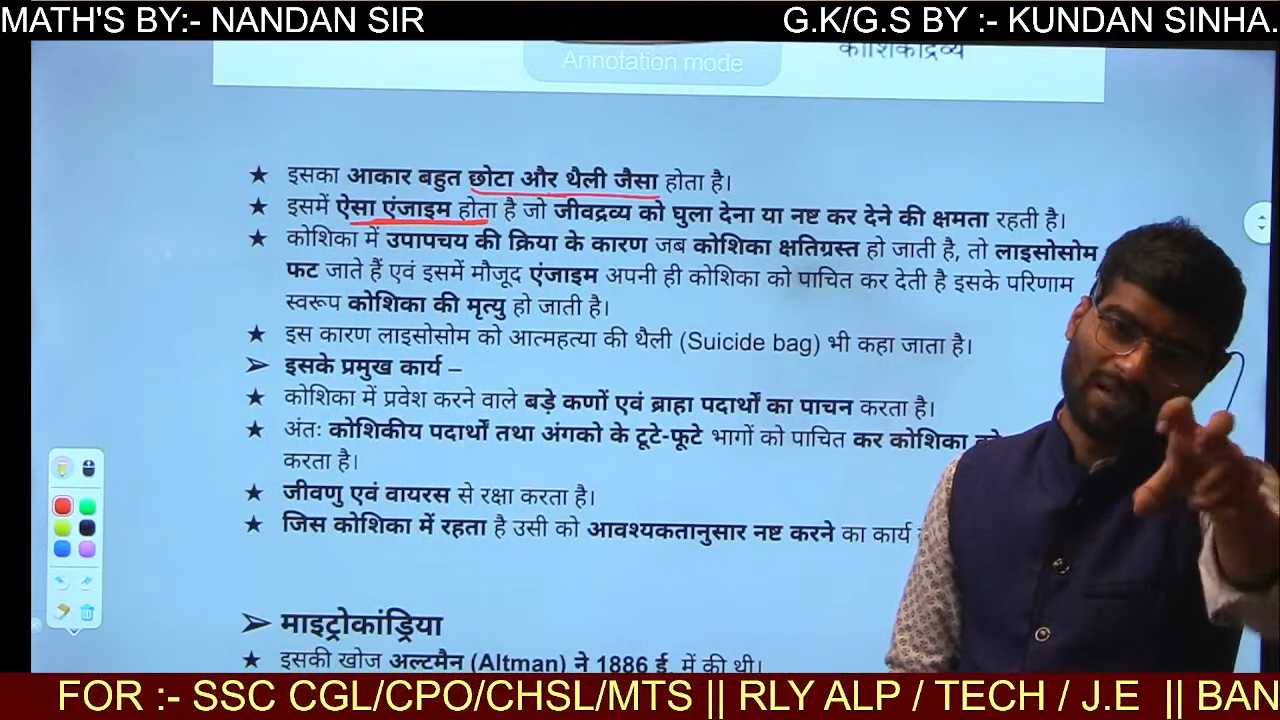 MATH'S BY:- NANDAN SIR
G.K/G.S BY :- KUNDAN SINHA.
कोशिकाद्रव्य
Annotation mode
★ इसका आकार बहुत छोटा और थैली जैसा होता है।
★ इसमें ऐसा एंजाइम होता है जो जीवद्रव्य को घुला देना या नष्ट कर देने की क्षमता रहती है।
★ कोशिका में उपापचय की क्रिया के कारण जब कोशिका क्षतिग्रस्त हो जाती है, तो लाइसोसोम
फट जाते हैं एवं इसमें मौजूद एंजाइम अपनी ही कोशिका को पाचित कर देती है इसके परिणाम
स्वरूप कोशिका की मृत्यु हो जाती है।
★ इस कारण लाइसोसोम को आत्महत्या की थैली (Suicide bag) भी कहा जाता है।
➢ इसके प्रमुख कार्य –
★ कोशिका में प्रवेश करने वाले बड़े कणों एवं ब्राहा पदार्थों का पाचन करता है।
★ अंतः कोशिकीय पदार्थों तथा अंगको के टूटे-फूटे भागों को पाचित कर कोशिका
करता है।
★ जीवणु एवं वायरस से रक्षा करता है।
★ जिस कोशिका में रहता है उसी को आवश्यकतानुसार नष्ट करने का कार्य
➢ माइट्रोकांड्रिया
★ इसकी खोज अल्टमैन (Altman) ने 1886 ई. में की थी।
FOR :- SSC CGL/CPO/CHSL/MTS || RLY ALP / TECH / J.E || BAN